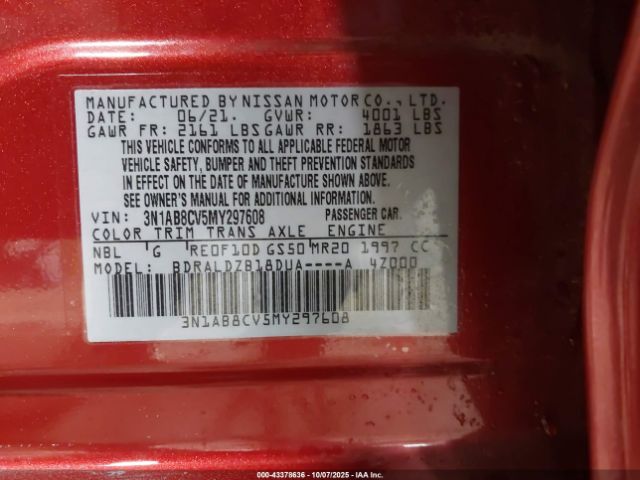 MANUFACTURED BY NISSAN MOTOR CO., LTD.
DATE: 06/21. GVWR: 4001 LBS
GAWR FR: 2161 LBS GAWR RR: 1863 LBS
THIS VEHICLE CONFORMS TO ALL APPLICABLE FEDERAL MOTOR
VEHICLE SAFETY, BUMPER AND THEFT PREVENTION STANDARDS
IN EFFECT ON THE DATE OF MANUFACTURE SHOWN ABOVE.
SEE OWNER'S MANUAL FOR ADDITIONAL INFORMATION.
VIN: 3N1AB8CV5MY297608 PASSENGER CAR.
COLOR TRIM TRANS AXLE ENGINE
NBL G RE0F10D GS50 MR20 1997 CC
MODEL: BDRALDZB18DUA----A 4Z000
3N1AB8CV5MY297608
000-43378636 | 10/07/2025 - IAA Inc.